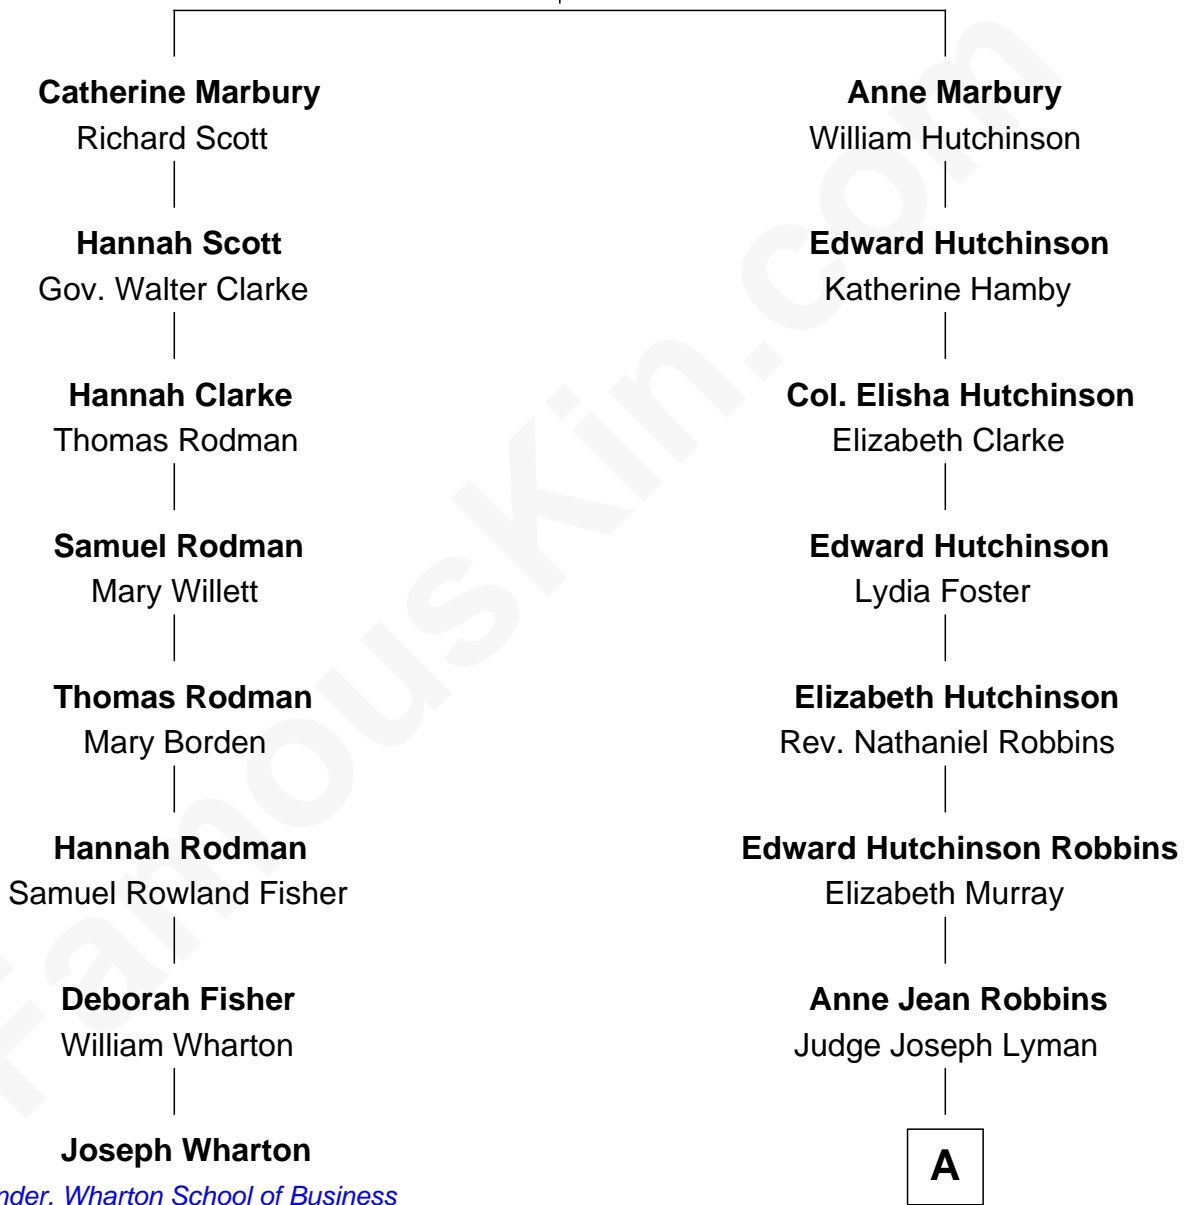 Catherine Marbury
Richard Scott
Hannah Scott
Gov. Walter Clarke
Hannah Clarke
Thomas Rodman
Samuel Rodman
Mary Willett
Thomas Rodman
Mary Borden
Hannah Rodman
Samuel Rowland Fisher
Deborah Fisher
William Wharton
Joseph Wharton
nder, Wharton School of Business
Anne Marbury
William Hutchinson
Edward Hutchinson
Katherine Hamby
Col. Elisha Hutchinson
Elizabeth Clarke
Edward Hutchinson
Lydia Foster
Elizabeth Hutchinson
Rev. Nathaniel Robbins
Edward Hutchinson Robbins
Elizabeth Murray
Anne Jean Robbins
Judge Joseph Lyman
A
FamousKin.com